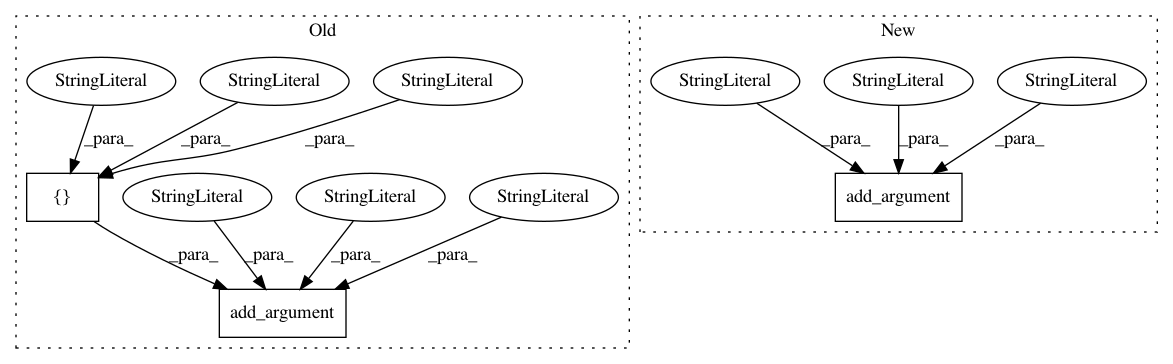 Old
New
StringLiteral StringLiteral StringLiteral
StringLiteral StringLiteral StringLiteral
_para_ _para_ _para_
_para_ _para_ _para_
{} StringLiteral StringLiteral StringLiteral
add_argument
_para_ _para_ _para_ _para_
add_argument